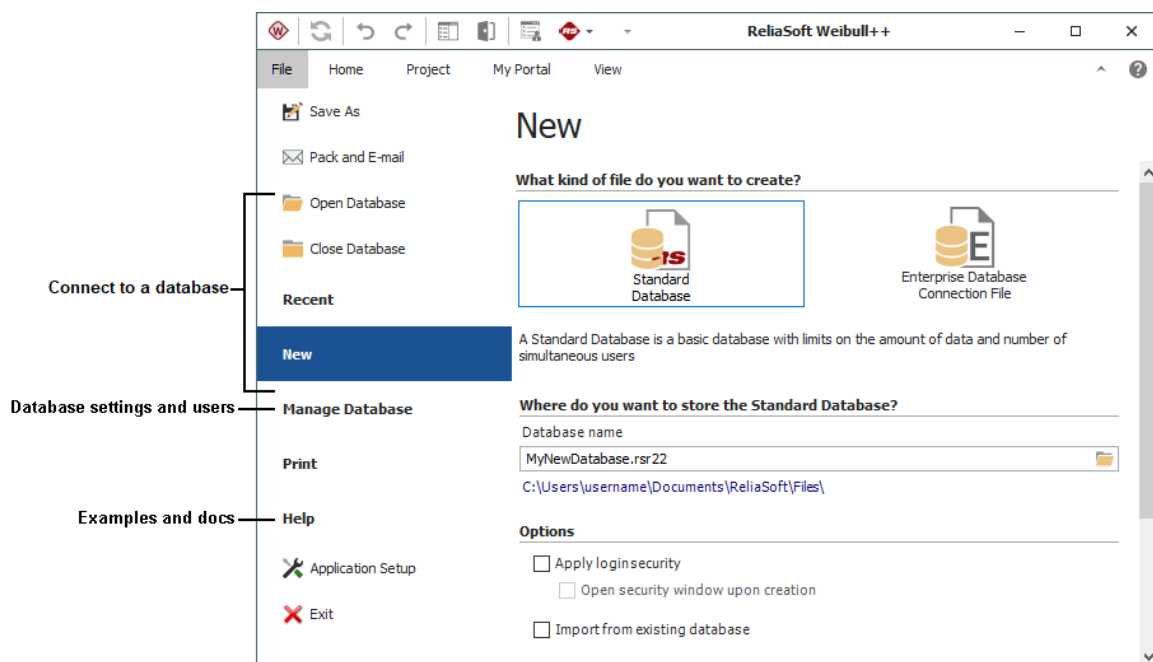 ReliaSoft Weibull++
File Home Project My Portal View
Save As
Pack and E-mail
Open Database
Close Database
Connect to a database
Recent
New
Database settings and users
Manage Database
Print
Examples and docs
Help
Application Setup
Exit
New
What kind of file do you want to create?
Standard
Database
E
Enterprise Database
Connection File
A Standard Database is a basic database with limits on the amount of data and number of
simultaneous users
Where do you want to store the Standard Database?
Database name
MyNewDatabase.rsr22
C:\Users\username\Documents\ReliaSoft\Files\
Options
Apply login security
Open security window upon creation
Import from existing database